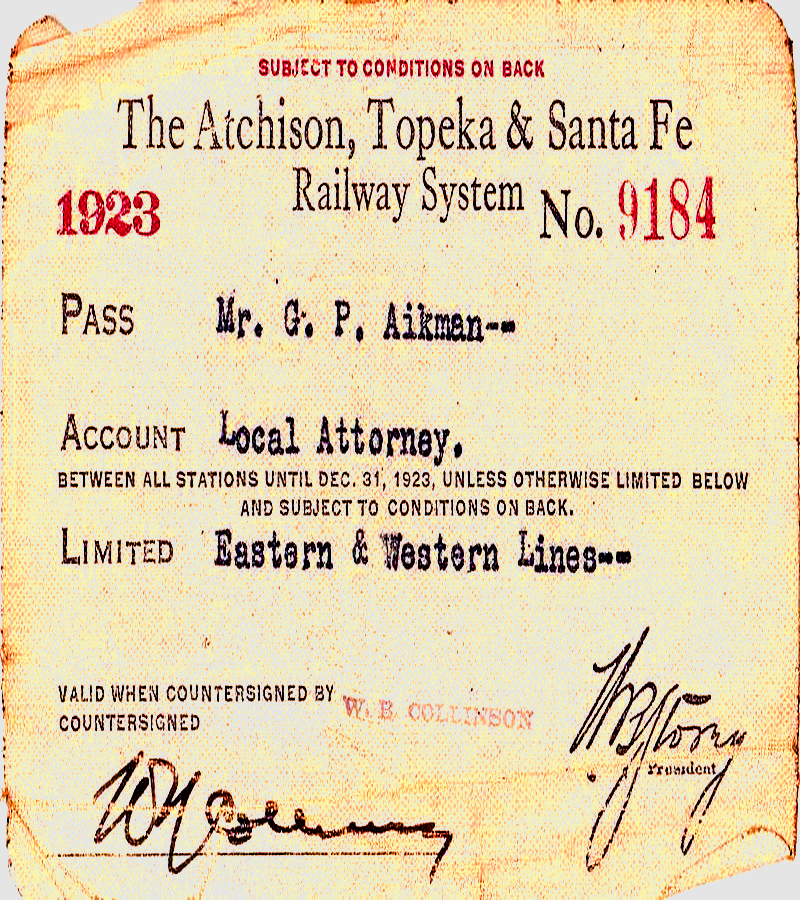 SUBJECT TO CONDITIONS ON BACK
The Atchison, Topeka & Santa Fe
Railway System
1923 No. 9184
PASS Mr. G. P. Aikman--
ACCOUNT Local Attorney.
BETWEEN ALL STATIONS UNTIL DEC. 31, 1923, UNLESS OTHERWISE LIMITED BELOW
AND SUBJECT TO CONDITIONS ON BACK.
LIMITED Eastern & Western Lines--
VALID WHEN COUNTERSIGNED BY W. B COLLINSON
COUNTERSIGNED
W B Storey
President